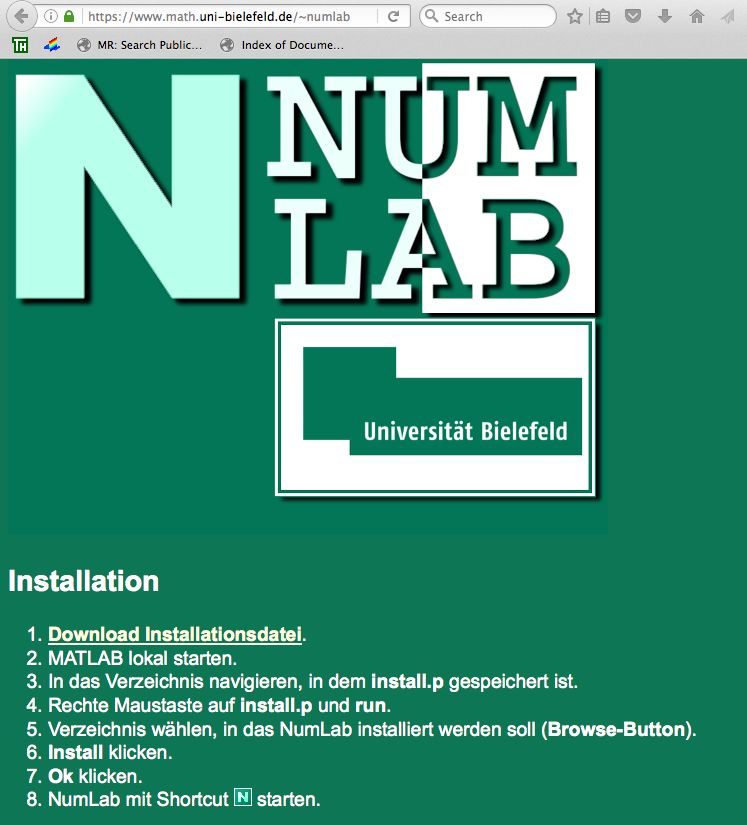 https://www.math.uni-bielefeld.de/~numlab
Search
TH
MR: Search Public...
Index of Docume...
N
NUM
LAB
Universität Bielefeld
Installation
1. Download Installationsdatei.
2. MATLAB lokal starten.
3. In das Verzeichnis navigieren, in dem install.p gespeichert ist.
4. Rechte Maustaste auf install.p und run.
5. Verzeichnis wählen, in das NumLab installiert werden soll (Browse-Button).
6. Install klicken.
7. Ok klicken.
8. NumLab mit Shortcut N starten.